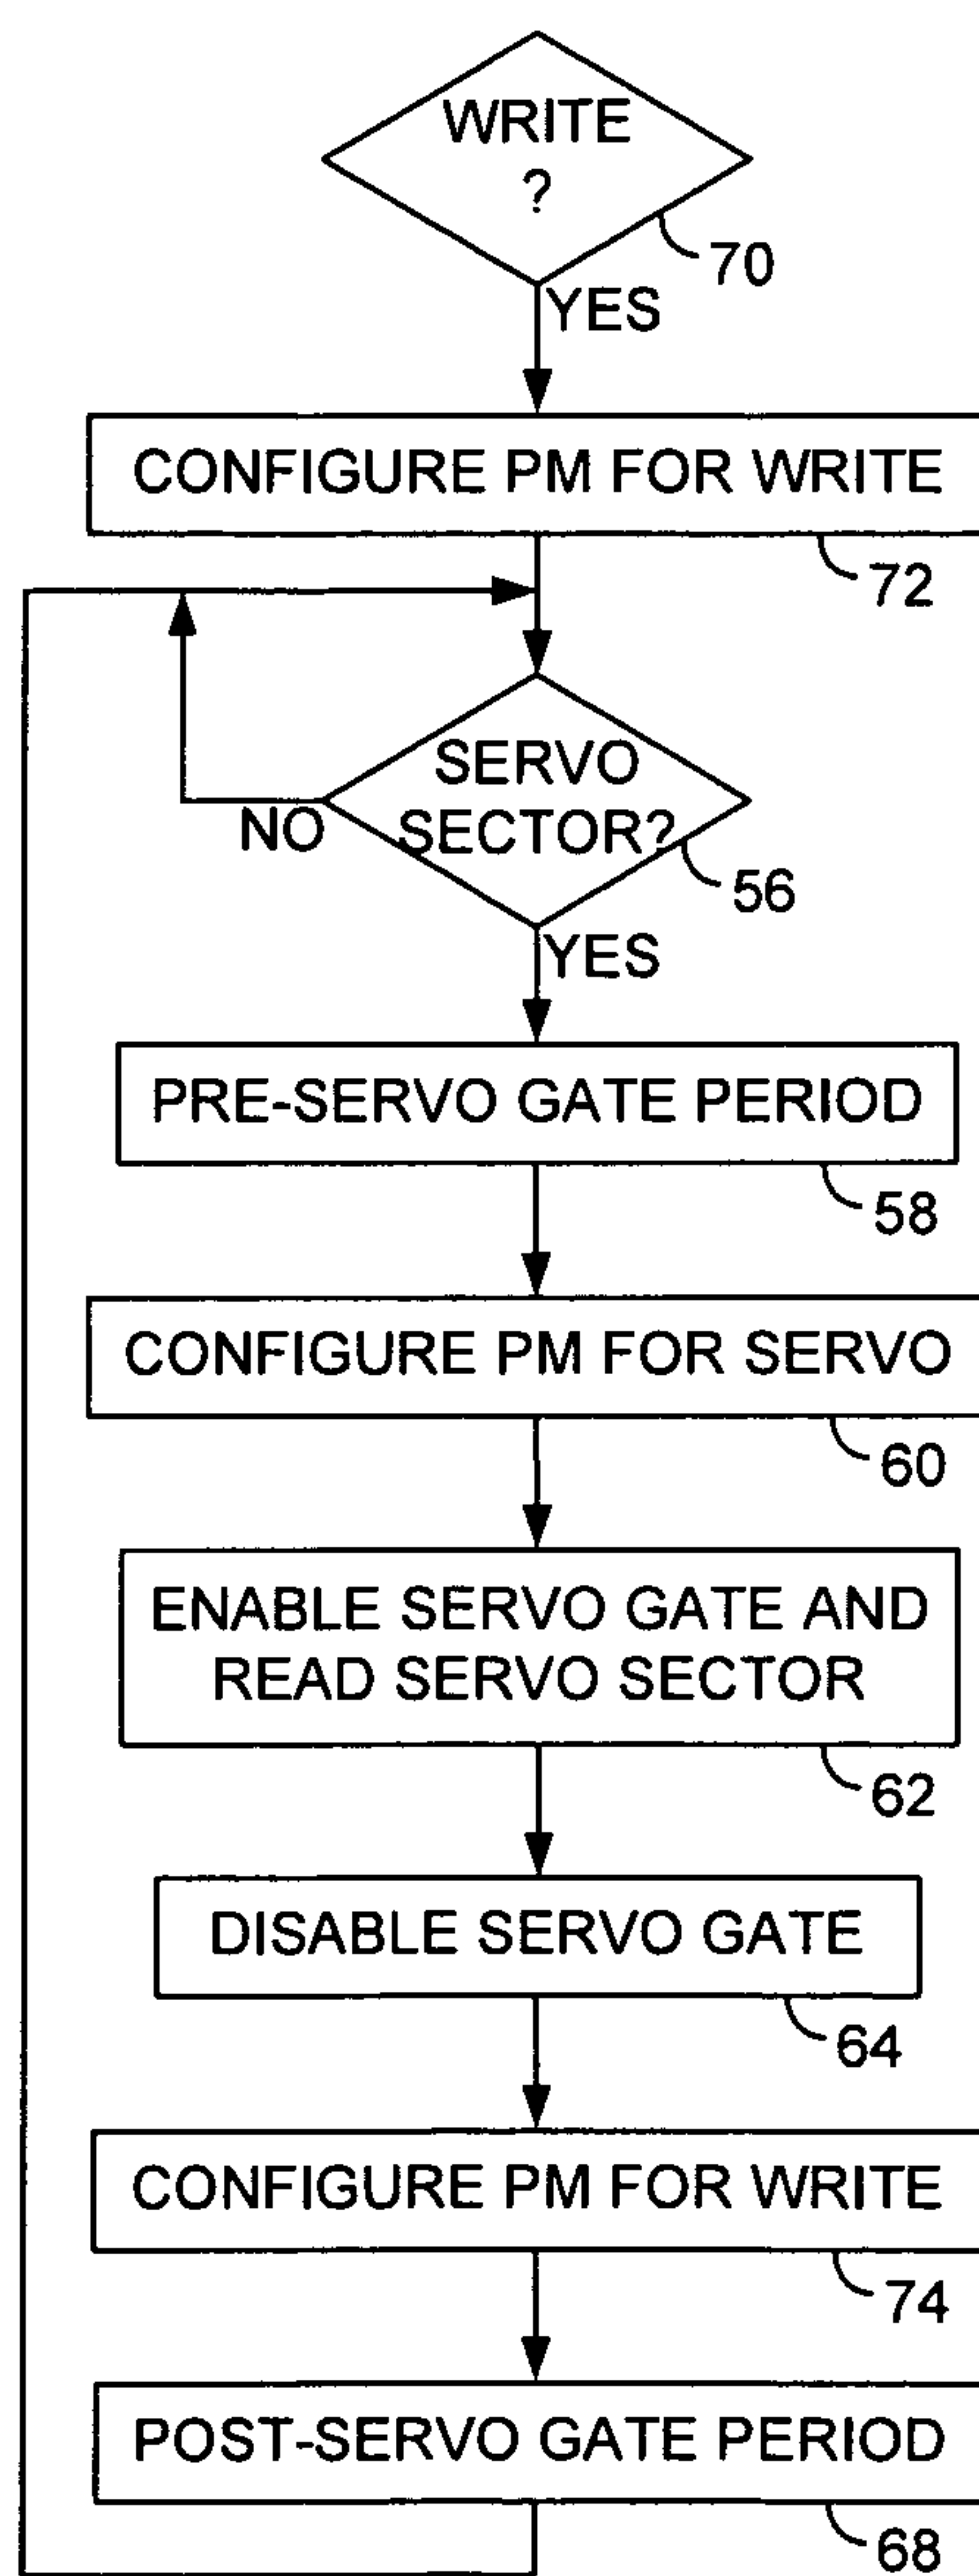 WRITE
?
70
YES
CONFIGURE PM FOR WRITE
72
SERVO
SECTOR?
NO
56
YES
PRE-SERVO GATE PERIOD
58
CONFIGURE PM FOR SERVO
60
ENABLE SERVO GATE AND
READ SERVO SECTOR
62
DISABLE SERVO GATE
64
CONFIGURE PM FOR WRITE
74
POST-SERVO GATE PERIOD
68